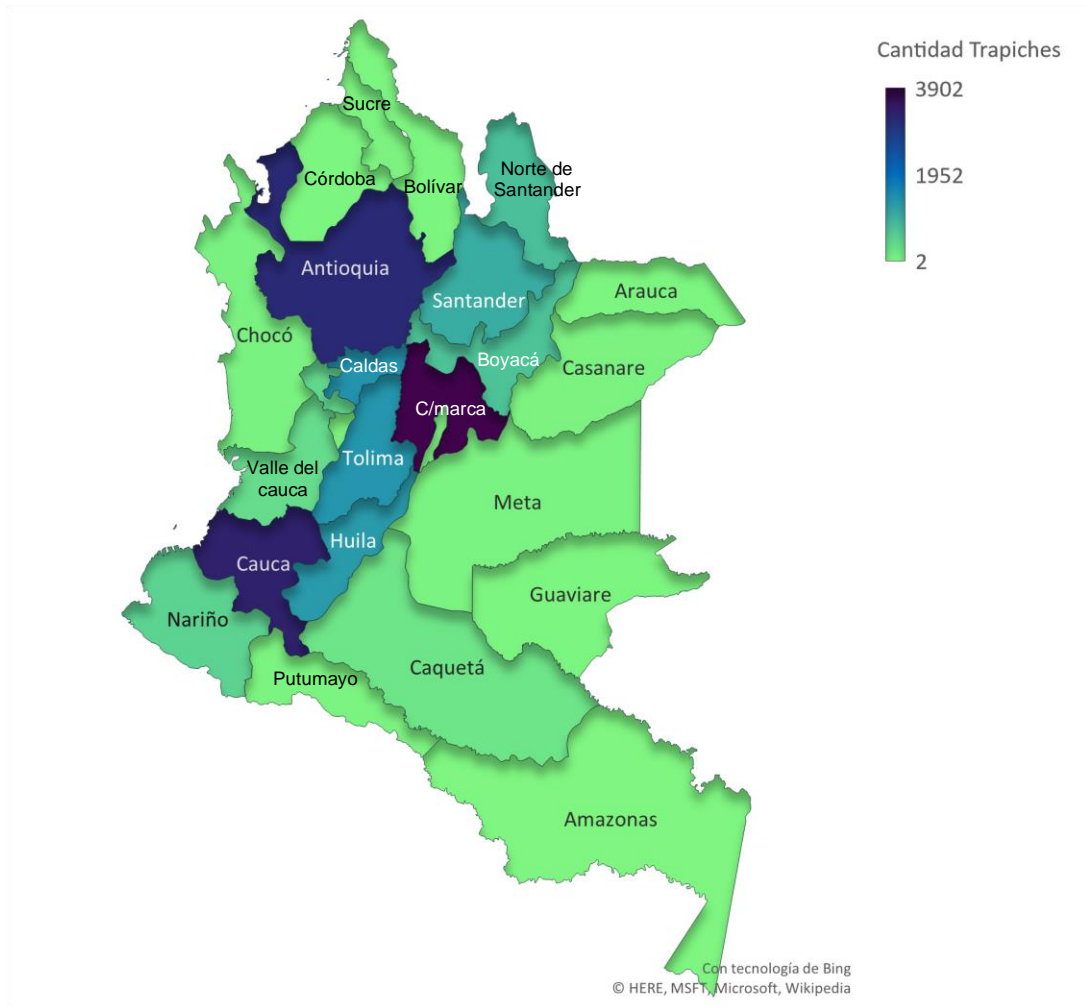 Cantidad Trapiches
3902
1952
2
Sucre
Norte de
Santander
Córdoba
Bolívar
Antioquia
Santander
Arauca
Chocó
Caldas
Boyacá
Casanare
C/marca
Tolima
Valle del
cauca
Meta
Huila
Cauca
Guaviare
Nariño
Caquetá
Putumayo
Amazonas
Con tecnología de Bing
© HERE, MSFT, Microsoft, Wikipedia